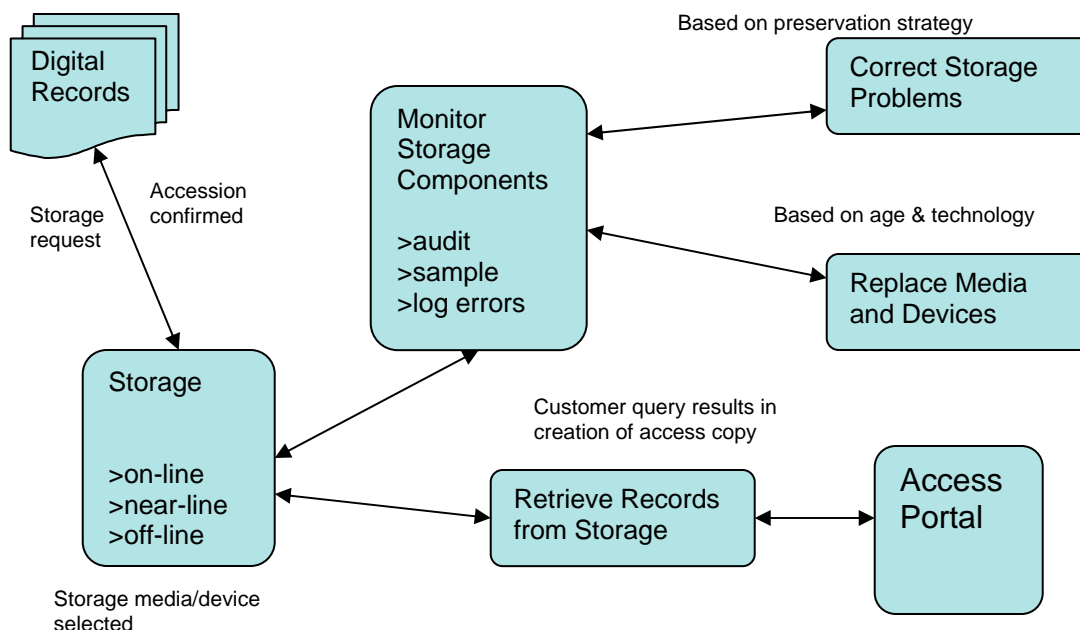 Based on preservation strategy
Digital
Records
Correct Storage
Problems
Monitor
Storage
Components
>audit
>sample
>log errors
Accession
confirmed
Storage
request
Based on age & technology
Replace Media
and Devices
Storage
>on-line
>near-line
>off-line
Customer query results in
creation of access copy
Retrieve Records
from Storage
Access
Portal
Storage media/device
selected